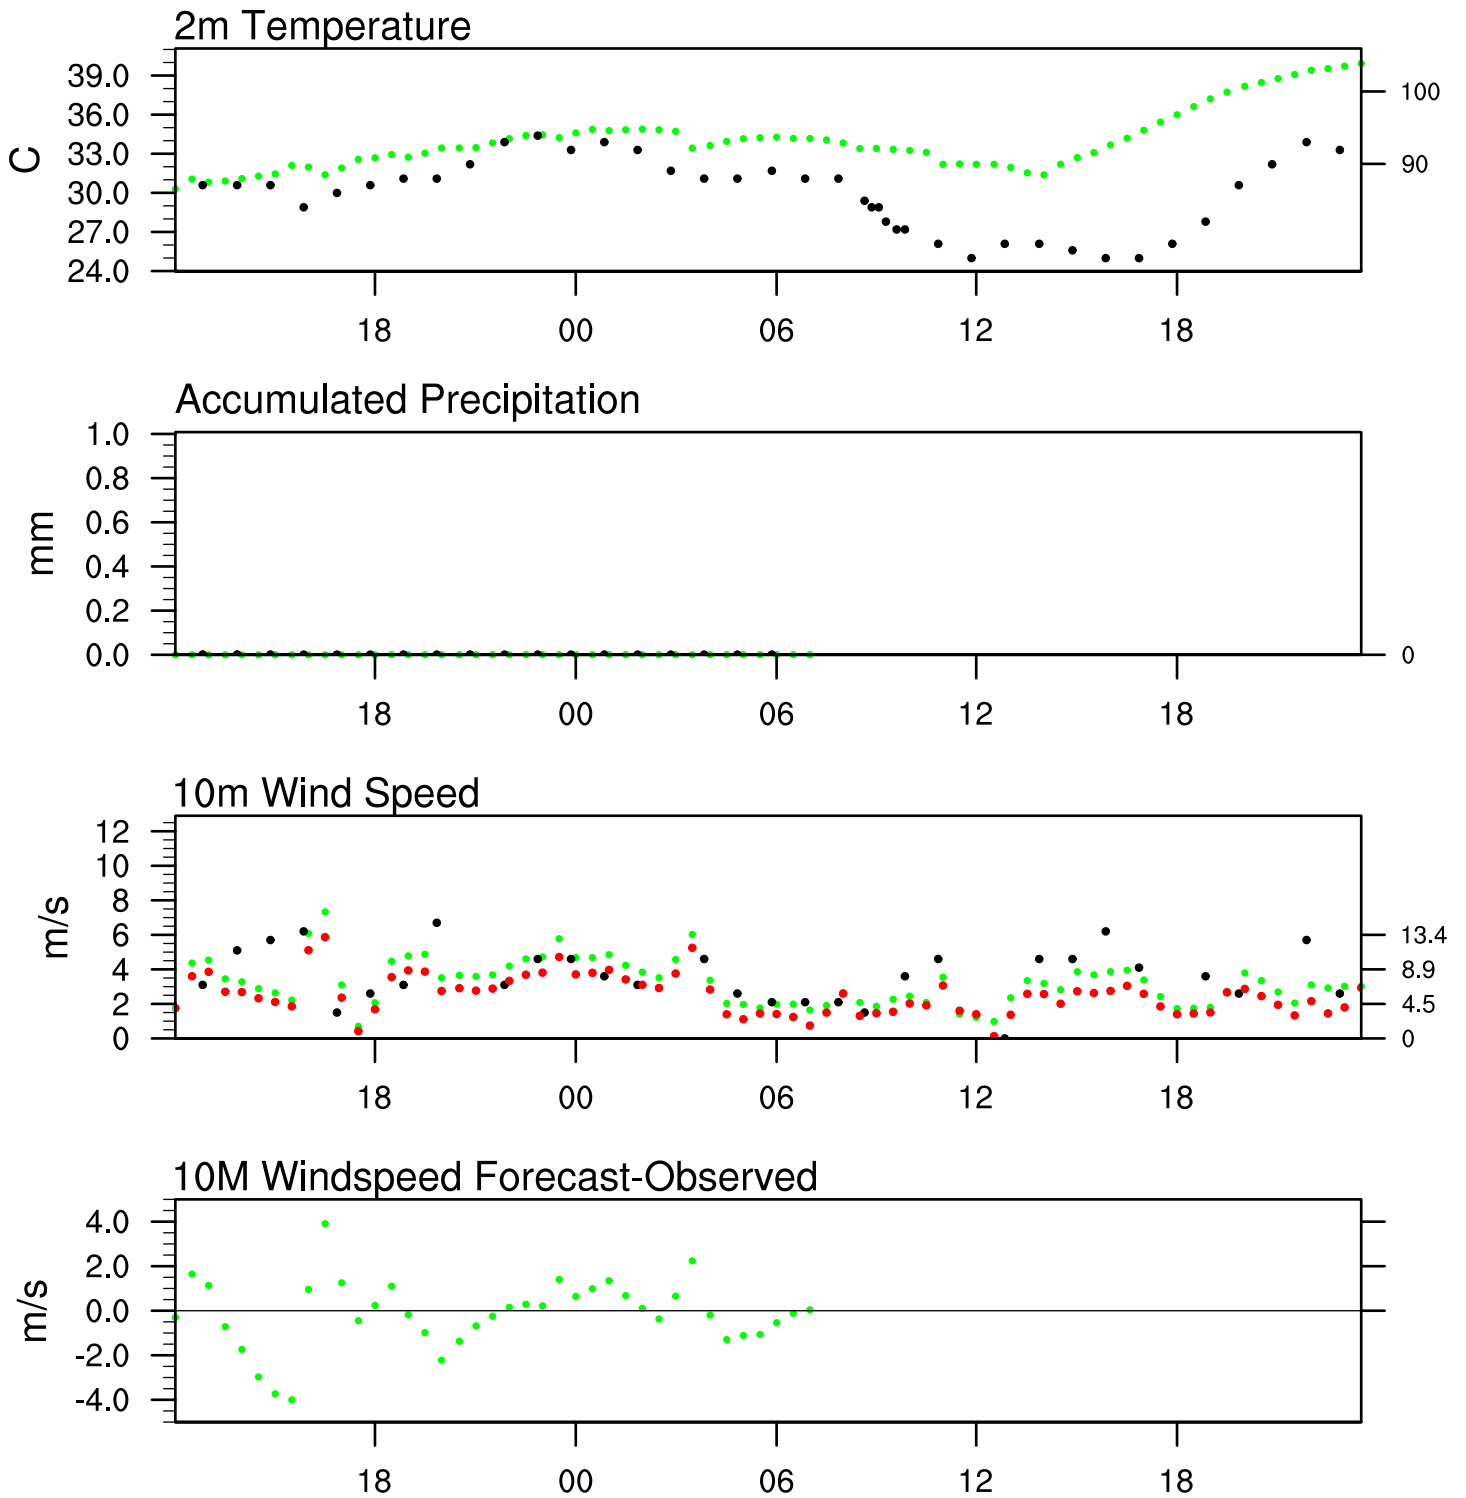 2m Temperature
39.0
36.0
33.0
30.0
27.0
24.0
C
100
90
18 00 06 12 18
Accumulated Precipitation
1.0
0.8
0.6
0.4
0.2
0.0
mm
0
18 00 06 12 18
10m Wind Speed
12
10
8
6
4
2
0
m/s
13.4
8.9
4.5
0
18 00 06 12 18
10M Windspeed Forecast-Observed
4.0
2.0
0.0
-2.0
-4.0
m/s
18 00 06 12 18